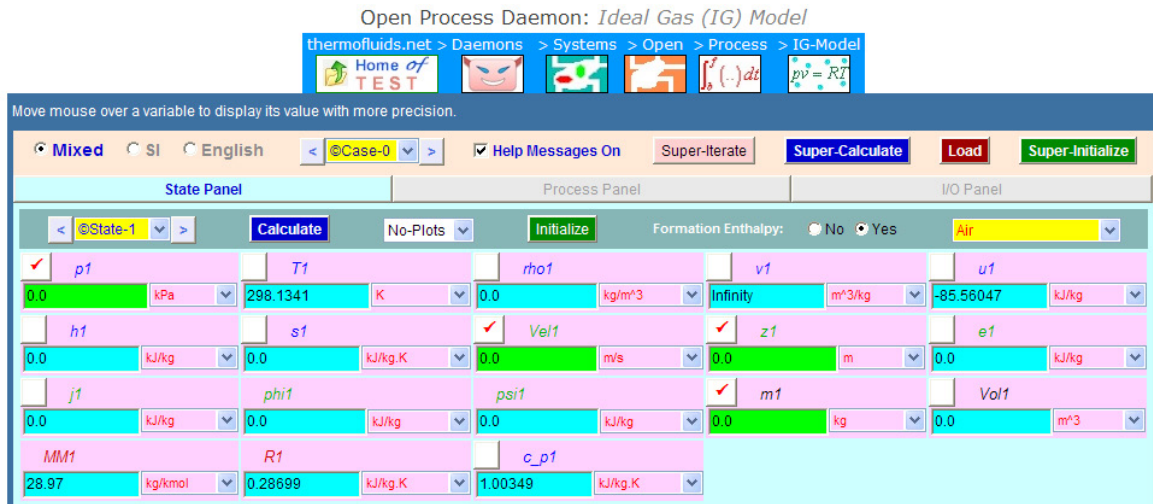 Open Process Daemon: Ideal Gas (IG) Model
thermofluids.net > Daemons > Systems > Open > Process > IG-Model
Home of TEST ∫(..)dt pv = RT
Move mouse over a variable to display its value with more precision.
Mixed SI English < ©Case-0 > Help Messages On Super-Iterate Super-Calculate Load Super-Initialize
State Panel Process Panel I/O Panel
< ©State-1 > Calculate No-Plots Initialize Formation Enthalpy: No Yes Air
p1 T1 rho1 v1 u1
0.0 kPa 298.1341 K 0.0 kg/m^3 Infinity m^3/kg -85.56047 kJ/kg
h1 s1 Vel1 z1 e1
0.0 kJ/kg 0.0 kJ/kg.K 0.0 m/s 0.0 m 0.0 kJ/kg
j1 phi1 psi1 m1 Vol1
0.0 kJ/kg 0.0 kJ/kg 0.0 kJ/kg 0.0 kg 0.0 m^3
MM1 R1 c_p1
28.97 kg/kmol 0.28699 kJ/kg.K 1.00349 kJ/kg.K